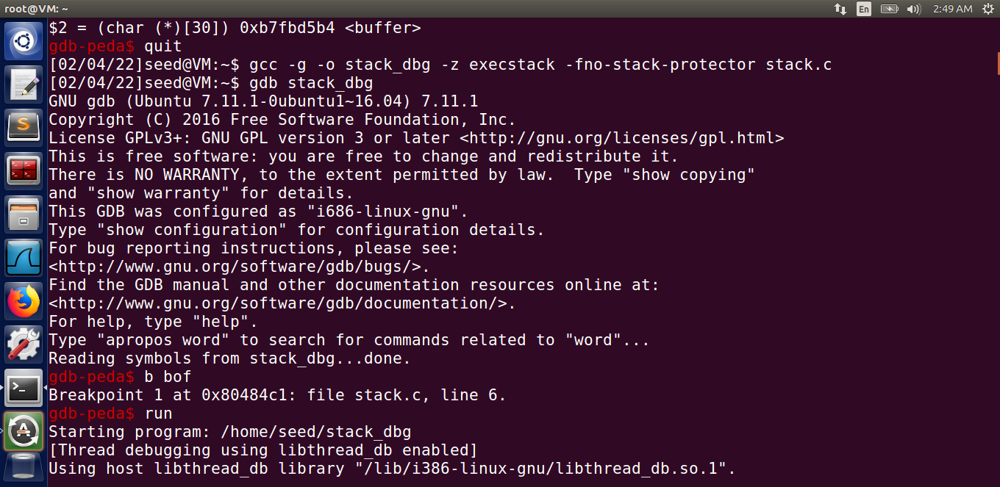 root@VM: ~
En
2:49 AM
$2 = (char (*)[30]) 0xb7fbd5b4 <buffer>
gdb-peda$ quit
[02/04/22]seed@VM:~$ gcc -g -o stack_dbg -z execstack -fno-stack-protector stack.c
[02/04/22]seed@VM:~$ gdb stack_dbg
GNU gdb (Ubuntu 7.11.1-0ubuntu1~16.04) 7.11.1
Copyright (C) 2016 Free Software Foundation, Inc.
License GPLv3+: GNU GPL version 3 or later <http://gnu.org/licenses/gpl.html>
This is free software: you are free to change and redistribute it.
There is NO WARRANTY, to the extent permitted by law.  Type "show copying"
and "show warranty" for details.
This GDB was configured as "i686-linux-gnu".
Type "show configuration" for configuration details.
For bug reporting instructions, please see:
<http://www.gnu.org/software/gdb/bugs/>.
Find the GDB manual and other documentation resources online at:
<http://www.gnu.org/software/gdb/documentation/>.
For help, type "help".
Type "apropos word" to search for commands related to "word"...
Reading symbols from stack_dbg...done.
gdb-peda$ b bof
Breakpoint 1 at 0x80484c1: file stack.c, line 6.
gdb-peda$ run
Starting program: /home/seed/stack_dbg
[Thread debugging using libthread_db enabled]
Using host libthread_db library "/lib/i386-linux-gnu/libthread_db.so.1".